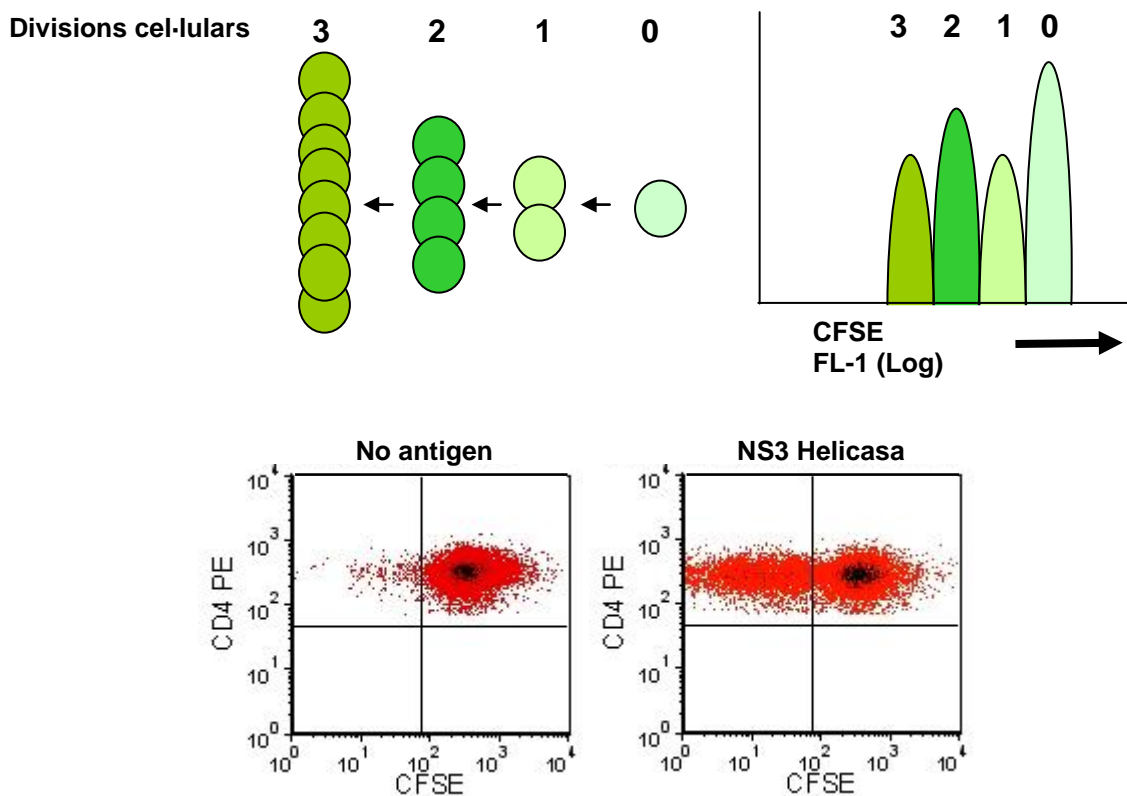 Divisions cel·lulars 3 2 1 0
3 2 1 0
CFSE
FL-1 (Log)
No antigen
NS3 Helicasa
10⁴
10³
10²
10¹
10⁰
CD4 PE
10⁰ 10¹ 10² 10³ 10⁴
CFSE
10⁴
10³
10²
10¹
10⁰
CD4 PE
10⁰ 10¹ 10² 10³ 10⁴
CFSE